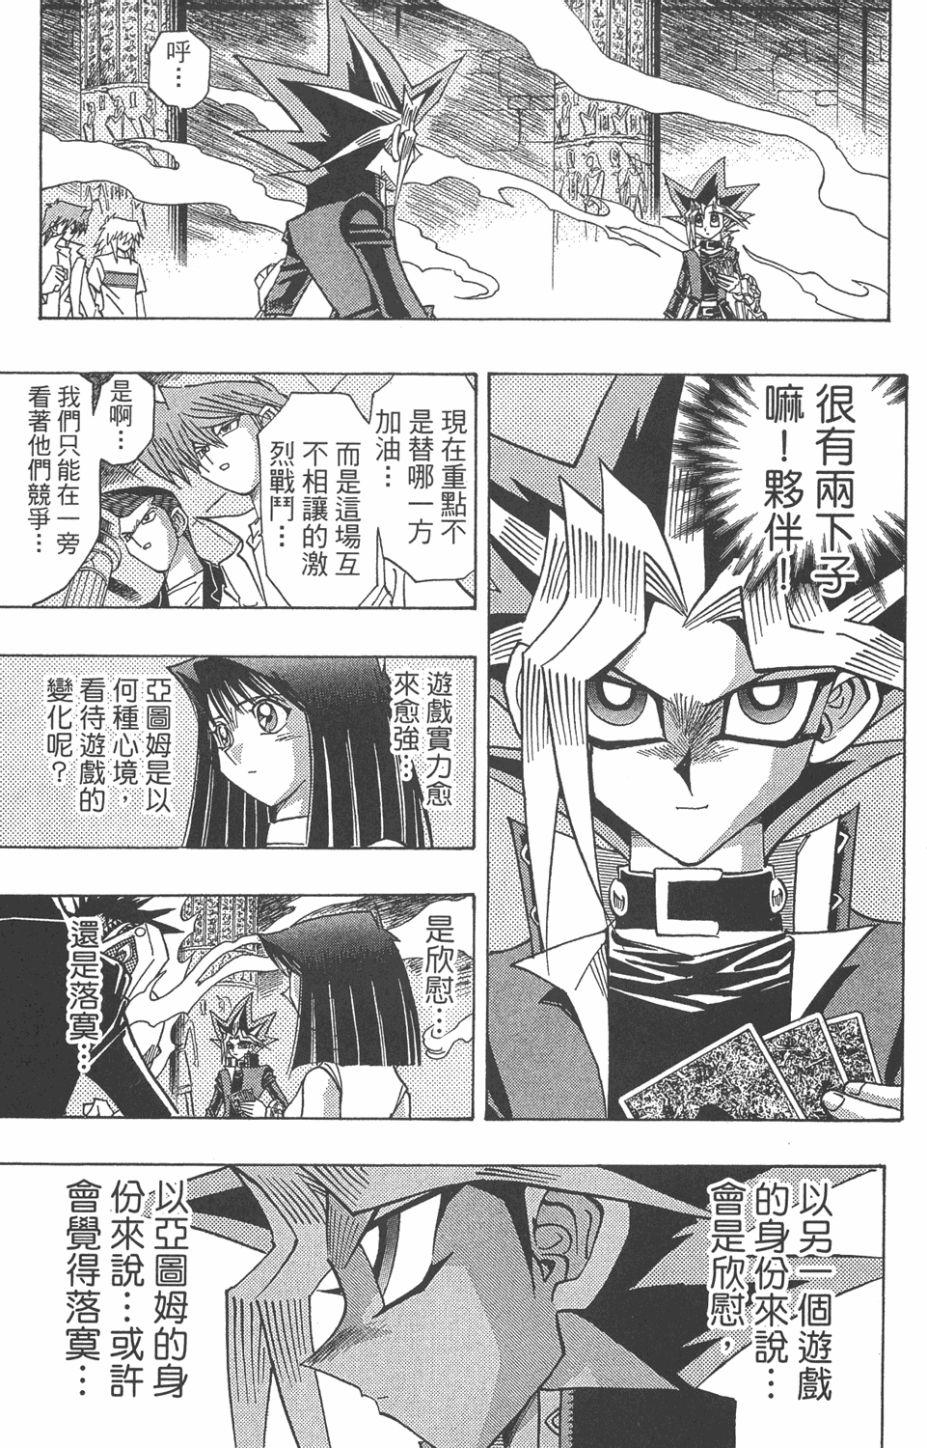 呼…
很有兩下子
嘛！夥伴！
現在重點不
是替哪一方
加油…
而是這場互
不相讓的激
烈戰鬥…
是啊…
我們只能在一旁
看著他們競爭…
遊戲實力愈
來愈強…
亞圖姆是以
何種心境，
看待遊戲的
變化呢？
是欣慰…
還是落寞…
以另一個遊戲
的身份來說…
會是欣慰，
以亞圖姆的身
份來說…或許
會覺得落寞…